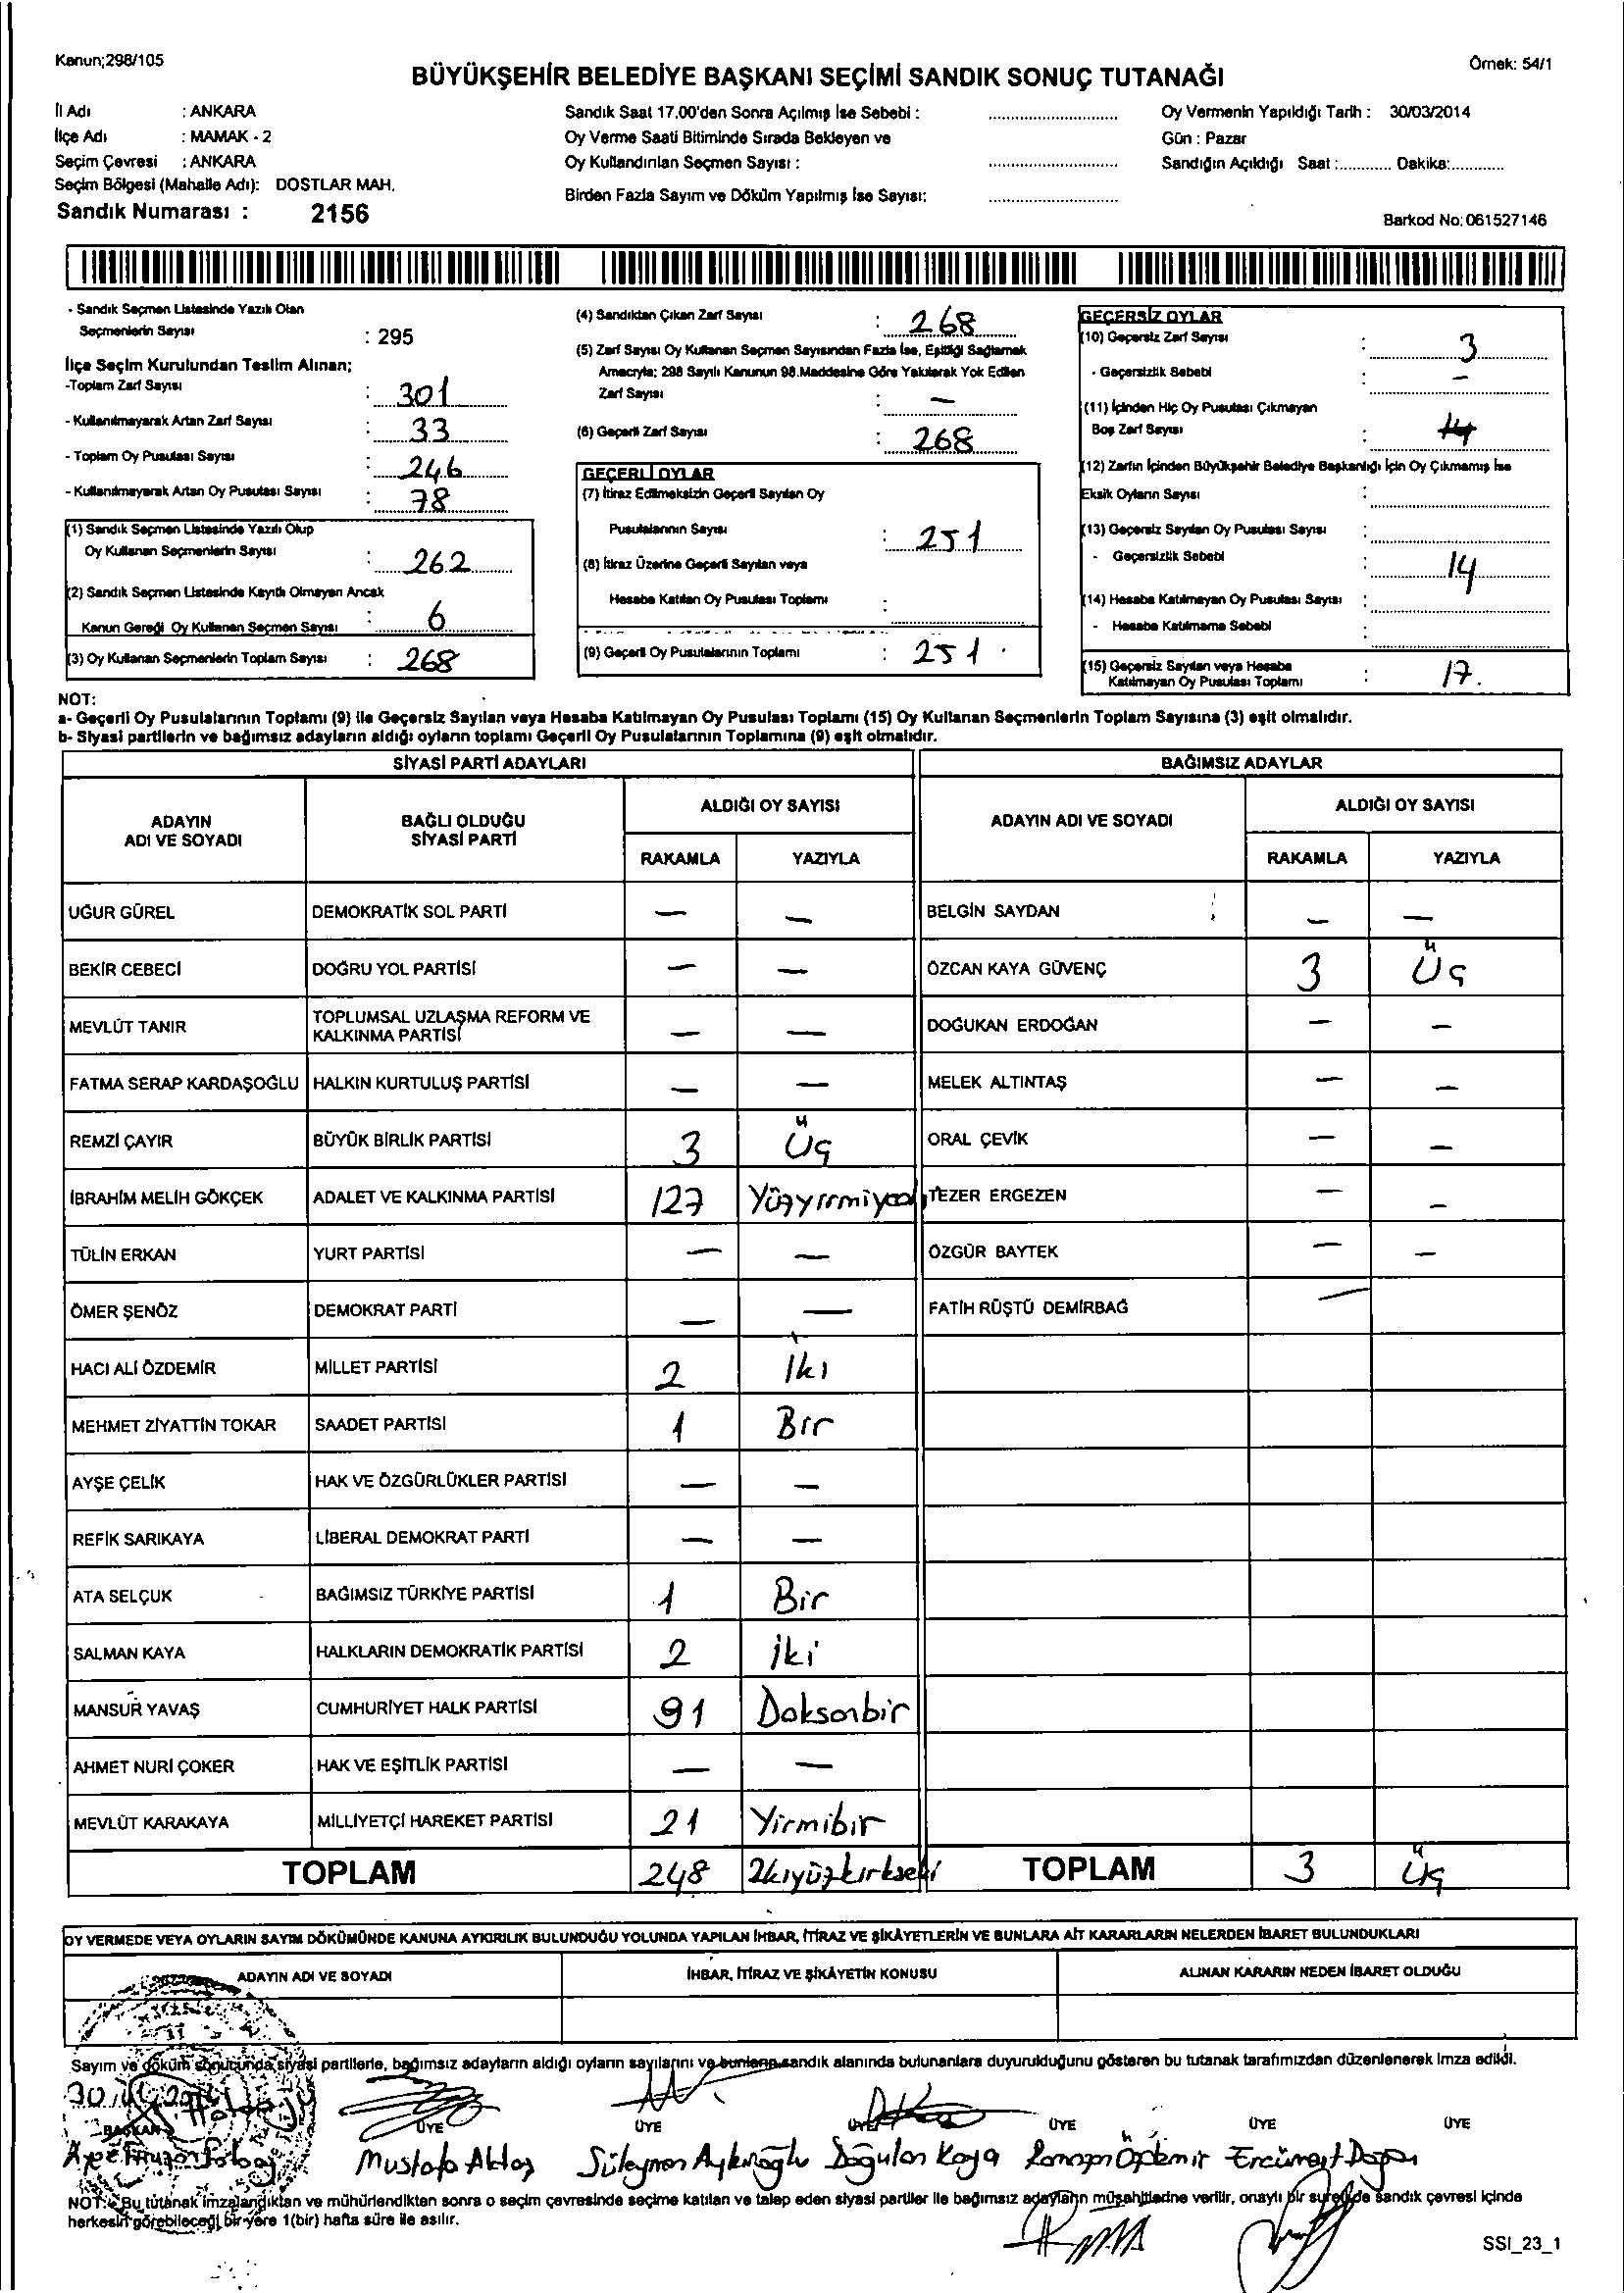 Kanun;298/105
Örnek: 54/1
BÜYÜKŞEHİR BELEDİYE BAŞKANI SEÇİMİ SANDIK SONUÇ TUTANAĞI
İl Adı : ANKARA
İlçe Adı : MAMAK - 2
Seçim Çevresi : ANKARA
Seçim Bölgesi (Mahalle Adı): DOSTLAR MAH.
Sandık Numarası : 2156
Sandık Saat 17.00'den Sonra Açılmış İse Sebebi :
Oy Verme Saati Bitiminde Sırada Bekleyen ve
Oy Kullandırılan Seçmen Sayısı :
Birden Fazla Sayım ve Döküm Yapılmış İse Sayısı:
Oy Vermenin Yapıldığı Tarih : 30/03/2014
Gün : Pazar
Sandığın Açıldığı Saat :............ Dakika:............
Barkod No: 061527146
- Sandık Seçmen Listesinde Yazılı Olan
Seçmenlerin Sayısı : 295
İlçe Seçim Kurulundan Teslim Alınan;
-Toplam Zarf Sayısı : 301
- Kullanılmayarak Artan Zarf Sayısı : 33
- Toplam Oy Pusulası Sayısı : 246
- Kullanılmayarak Artan Oy Pusulası Sayısı : 78
(1) Sandık Seçmen Listesinde Yazılı Olup
Oy Kullanan Seçmenlerin Sayısı : 262
(2) Sandık Seçmen Listesinde Kayıtlı Olmayan Ancak
Kanun Gereği Oy Kullanan Seçmen Sayısı : 6
(3) Oy Kullanan Seçmenlerin Toplam Sayısı : 268
(4) Sandıktan Çıkan Zarf Sayısı : 268
(5) Zarf Sayısı Oy Kullanan Seçmen Sayısından Fazla İse, Eşitliği Sağlamak
Amacıyla; 298 Sayılı Kanunun 98.Maddesine Göre Yakılarak Yok Edilen
Zarf Sayısı : —
(6) Geçerli Zarf Sayısı : 268
GEÇERLİ OYLAR
(7) İtiraz Edilmeksizin Geçerli Sayılan Oy
Pusulalarının Sayısı : 251
(8) İtiraz Üzerine Geçerli Sayılan veya
Hesaba Katılan Oy Pusulası Toplamı :
(9) Geçerli Oy Pusulalarının Toplamı : 251
GEÇERSİZ OYLAR
(10) Geçersiz Zarf Sayısı : 3
- Geçersizlik Sebebi : —
(11) İçinden Hiç Oy Pusulası Çıkmayan
Boş Zarf Sayısı : 14
(12) Zarfın İçinden Büyükşehir Belediye Başkanlığı İçin Oy Çıkmamış İse
Eksik Oyların Sayısı :
(13) Geçersiz Sayılan Oy Pusulası Sayısı :
- Geçersizlik Sebebi : 14
(14) Hesaba Katılmayan Oy Pusulası Sayısı :
- Hesaba Katılmama Sebebi :
(15) Geçersiz Sayılan veya Hesaba
Katılmayan Oy Pusulası Toplamı : 17.
NOT:
a- Geçerli Oy Pusulalarının Toplamı (9) ile Geçersiz Sayılan veya Hesaba Katılmayan Oy Pusulası Toplamı (15) Oy Kullanan Seçmenlerin Toplam Sayısına (3) eşit olmalıdır.
b- Siyasi partilerin ve bağımsız adayların aldığı oyların toplamı Geçerli Oy Pusulalarının Toplamına (9) eşit olmalıdır.
SİYASİ PARTİ ADAYLARI BAĞIMSIZ ADAYLAR
ADAYIN
ADI VE SOYADI
BAĞLI OLDUĞU
SİYASİ PARTİ
ALDIĞI OY SAYISI
RAKAMLA YAZIYLA
ADAYIN ADI VE SOYADI
ALDIĞI OY SAYISI
RAKAMLA YAZIYLA
UĞUR GÜREL DEMOKRATİK SOL PARTİ — — BELGİN SAYDAN — —
BEKİR CEBECİ DOĞRU YOL PARTİSİ — — ÖZCAN KAYA GÜVENÇ 3 Üç
MEVLÜT TANIR TOPLUMSAL UZLAŞMA REFORM VE
KALKINMA PARTİSİ — — DOĞUKAN ERDOĞAN — —
FATMA SERAP KARDAŞOĞLU HALKIN KURTULUŞ PARTİSİ — — MELEK ALTINTAŞ — —
REMZİ ÇAYIR BÜYÜK BİRLİK PARTİSİ 3 Üç ORAL ÇEVİK — —
İBRAHİM MELİH GÖKÇEK ADALET VE KALKINMA PARTİSİ 127 TEZER ERGEZEN — —
TÜLİN ERKAN YURT PARTİSİ — — ÖZGÜR BAYTEK — —
ÖMER ŞENÖZ DEMOKRAT PARTİ — — FATİH RÜŞTÜ DEMİRBAĞ —
HACI ALİ ÖZDEMİR MİLLET PARTİSİ 2 İki
MEHMET ZİYATTİN TOKAR SAADET PARTİSİ 1 Bir
AYŞE ÇELİK HAK VE ÖZGÜRLÜKLER PARTİSİ — —
REFİK SARIKAYA LİBERAL DEMOKRAT PARTİ — —
ATA SELÇUK BAĞIMSIZ TÜRKİYE PARTİSİ 1 Bir
SALMAN KAYA HALKLARIN DEMOKRATİK PARTİSİ 2 iki
MANSUR YAVAŞ CUMHURİYET HALK PARTİSİ 91 Doksanbir
AHMET NURİ ÇOKER HAK VE EŞİTLİK PARTİSİ — —
MEVLÜT KARAKAYA MİLLİYETÇİ HAREKET PARTİSİ 21 Yirmibir
TOPLAM 248 TOPLAM 3 Üç
OY VERMEDE VEYA OYLARIN SAYIM DÖKÜMÜNDE KANUNA AYKIRILIK BULUNDUĞU YOLUNDA YAPILAN İHBAR, İTİRAZ VE ŞİKÂYETLERİN VE BUNLARA AİT KARARLARIN NELERDEN İBARET BULUNDUKLARI
ADAYIN ADI VE SOYADI İHBAR, İTİRAZ VE ŞİKÂYETİN KONUSU ALINAN KARARIN NEDEN İBARET OLDUĞU
Sayım ve döküm sonucunda siyasi partilerle, bağımsız adayların aldığı oyların sayılarını ve bunların sandık alanında bulunanlara duyurulduğunu gösteren bu tutanak tarafımızdan düzenlenerek imza edildi.
BAŞKAN ÜYE ÜYE ÜYE ÜYE ÜYE ÜYE
Mustafa Aktaş Süleyman Kaya
NOT: Bu tutanak imzalandıktan ve mühürlendikten sonra o seçim çevresinde seçime katılan ve talep eden siyasi partiler ile bağımsız adayların müşahitlerine verilir, onaylı bir suretide sandık çevresi içinde
herkesin görebileceği bir yere 1(bir) hafta süre ile asılır.
SSI_23_1